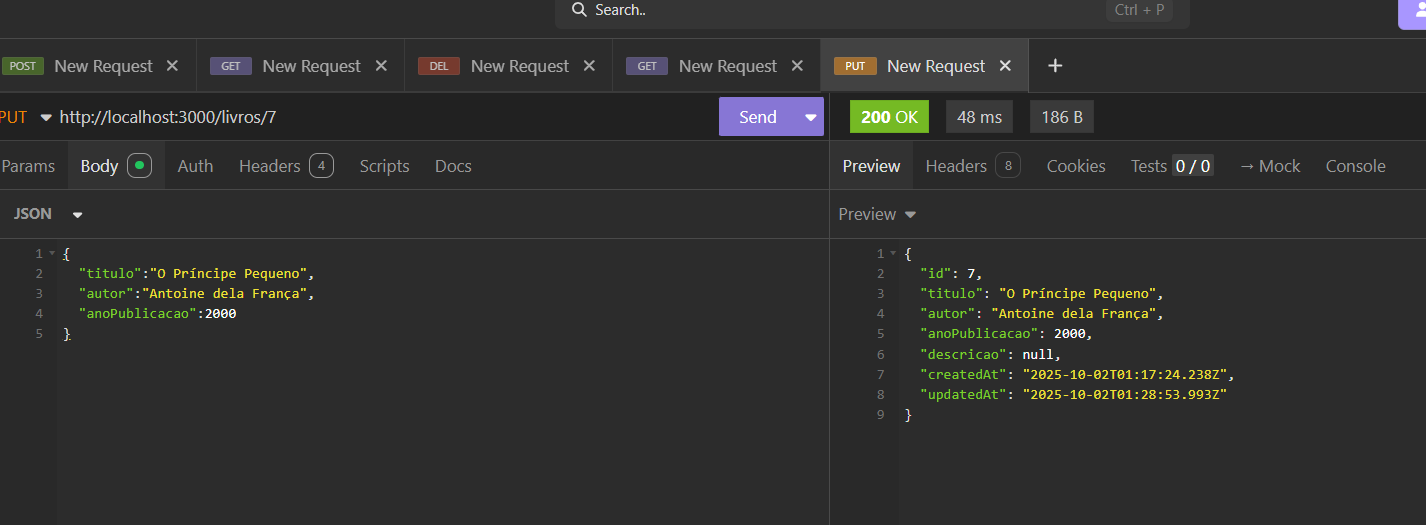 Search.. Ctrl + P
POST New Request GET New Request DEL New Request GET New Request PUT New Request
PUT http://localhost:3000/livros/7 Send 200 OK 48 ms 186 B
Params Body Auth Headers 4 Scripts Docs Preview Headers 8 Cookies Tests 0 / 0 → Mock Console
JSON
Preview
1 {
2 "titulo":"O Príncipe Pequeno",
3 "autor":"Antoine dela França",
4 "anoPublicacao":2000
5 }
1 {
2 "id": 7,
3 "titulo": "O Príncipe Pequeno",
4 "autor": "Antoine dela França",
5 "anoPublicacao": 2000,
6 "descricao": null,
7 "createdAt": "2025-10-02T01:17:24.238Z",
8 "updatedAt": "2025-10-02T01:28:53.993Z"
9 }